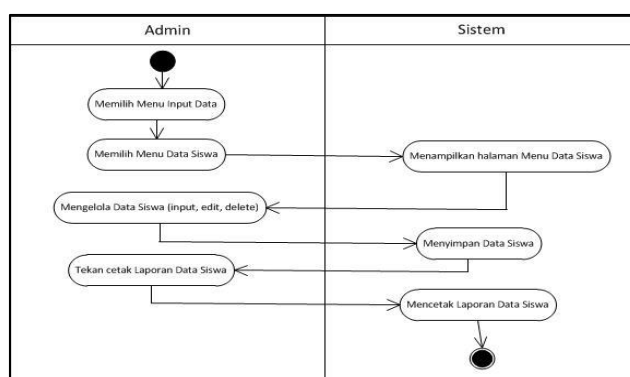 Admin
Sistem
Memilih Menu Input Data
Memilih Menu Data Siswa
Menampilkan halaman Menu Data Siswa
Mengelola Data Siswa (input, edit, delete)
Menyimpan Data Siswa
Tekan cetak Laporan Data Siswa
Mencetak Laporan Data Siswa